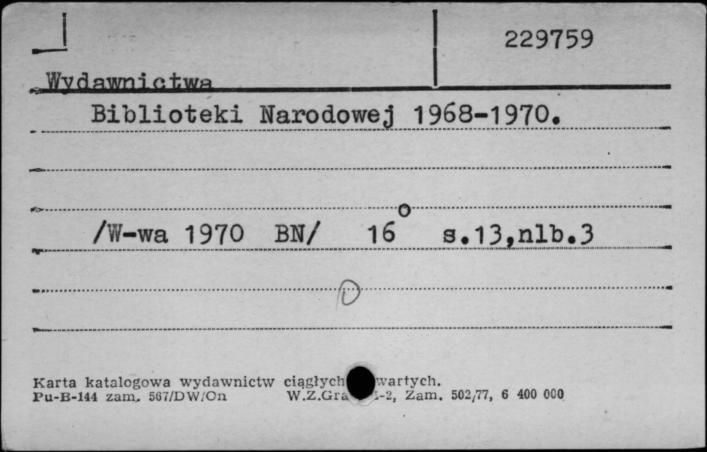 229759
Wydawnictwa
Biblioteki Narodowej 1968-1970.
/W-wa 1970 BN/ 16° s.13,nlb.3
Karta katalogowa wydawnictw ciągłych
Pu-B-144 zam. 567/DW/On W.Z.Gra -2, Zam. 502/77, 6 400 000